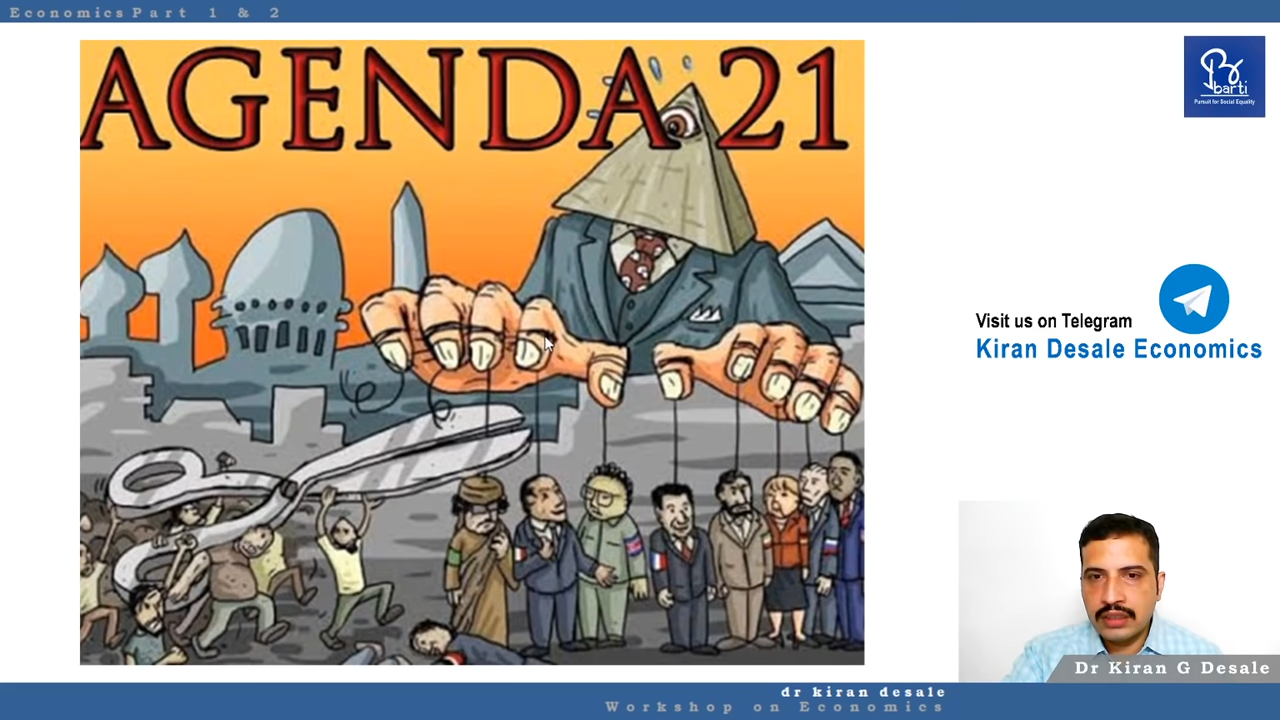 Economics Part 1 & 2
AGENDA 21
barti
Pursuit for Social Equality
Visit us on Telegram
Kiran Desale Economics
Dr Kiran G Desale
dr kiran desale
Workshop on Economics